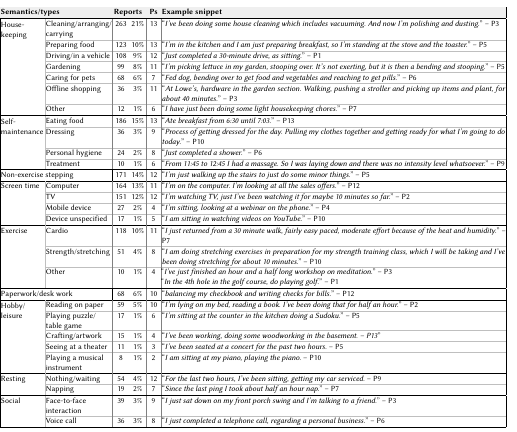 Semantics/types Reports Ps Example snippet
House- Cleaning/arranging/ 263 21% 13 "I've been doing some house cleaning which includes vacuuming. And now I'm polishing and dusting." – P3
keeping carrying
Preparing food 123 10% 13 "I'm in the kitchen and I am just preparing breakfast, so I'm standing at the stove and the toaster." – P5
Driving/in a vehicle 108 9% 12 "Just completed a 30-minute drive, as sitting." – P1
Gardening 99 8% 11 "I'm picking lettuce in my garden, stooping over. It's not exerting, but it is then a bending and stooping." – P5
Caring for pets 68 6% 7 "Fed dog, bending over to get food and vegetables and reaching to get pills." – P6
Offline shopping 36 3% 11 "At Lowe's, hardware in the garden section. Walking, pushing a stroller and picking up items and plant, for
about 40 minutes." – P3
Other 12 1% 6 "I have just been doing some light housekeeping chores." – P7
Self- Eating food 186 15% 13 "Ate breakfast from 6:30 until 7:03." – P13
maintenance Dressing 36 3% 9 "Process of getting dressed for the day. Pulling my clothes together and getting ready for what I'm going to do
today." – P10
Personal hygiene 24 2% 8 "Just completed a shower." – P6
Treatment 10 1% 6 "From 11:45 to 12:45 I had a massage. So I was laying down and there was no intensity level whatsoever." – P9
Non-exercise stepping 171 14% 12 "I'm just walking up the stairs to just do some minor things." – P5
Screen time Computer 164 13% 11 "I'm on the computer. I'm looking at all the sales offers." – P12
TV 151 12% 12 "I'm watching TV, just I've been watching it for maybe 10 minutes so far." – P2
Mobile device 27 2% 4 "I'm sitting, looking at a webinar on the phone." – P4
Device unspecified 17 1% 5 "I am sitting in watching videos on YouTube." – P10
Exercise Cardio 118 10% 11 "I just returned from a 30 minute walk, fairly easy paced, moderate effort because of the heat and humidity." –
P7
Strength/stretching 51 4% 8 "I am doing stretching exercises in preparation for my strength training class, which I will be taking and I've
been doing stretching for about 10 minutes." – P10
Other 10 1% 4 "I've just finished an hour and a half long workshop on meditation." – P3
"In the 4th hole in the golf course, do playing golf." – P1
Paperwork/desk work 68 6% 10 "balancing my checkbook and writing checks for bills." – P12
Hobby/ Reading on paper 59 5% 10 "I'm lying on my bed, reading a book. I've been doing that for half an hour." – P2
leisure Playing puzzle/ 17 1% 6 "I'm sitting at the counter in the kitchen doing a Sudoku." – P5
table game
Crafting/artwork 15 1% 4 "I've been working, doing some woodworking in the basement. – P13"
Seeing at a theater 11 1% 3 "I've been seated at a concert for the past two hours. – P5
Playing a musical 8 1% 2 "I am sitting at my piano, playing the piano. – P10
instrument
Resting Nothing/waiting 54 4% 12 "For the last two hours, I've been sitting, getting my car serviced. – P9
Napping 19 2% 7 "Since the last ping I took about half an hour nap." – P7
Social Face-to-face 39 3% 9 "I just sat down on my front porch swing and I'm talking to a friend." – P3
interaction
Voice call 36 3% 8 "I just completed a telephone call, regarding a personal business." – P6